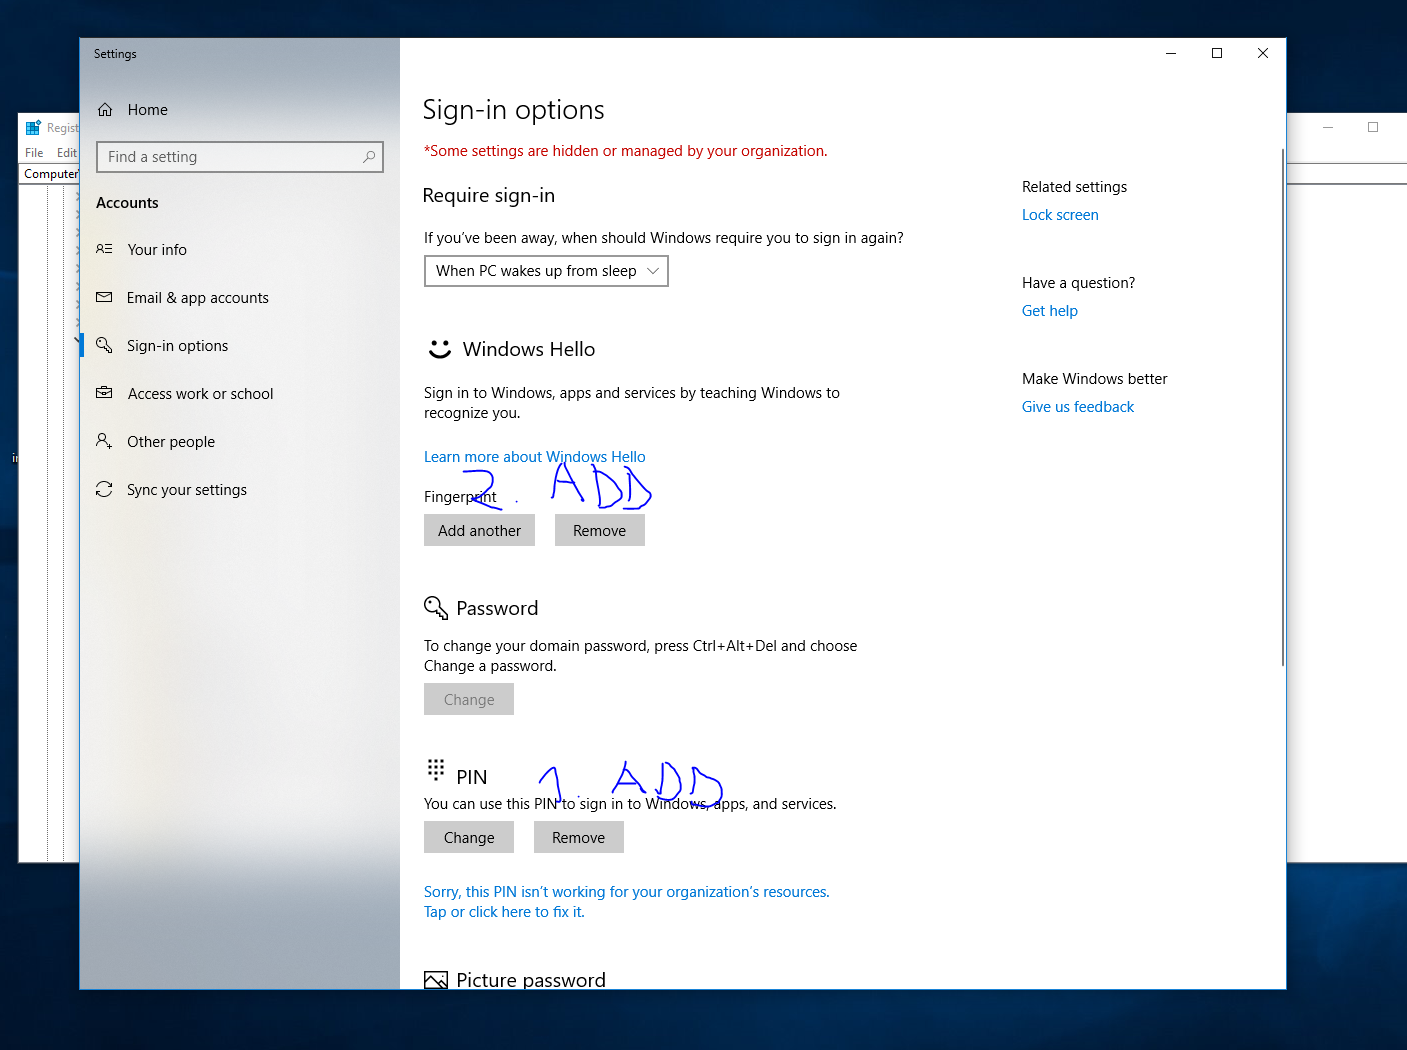 Settings
Home
Find a setting
Accounts
Your info
Email & app accounts
Sign-in options
Access work or school
Other people
Sync your settings
Regist
File Edit
Computer
Sign-in options
*Some settings are hidden or managed by your organization.
Require sign-in
If you've been away, when should Windows require you to sign in again?
When PC wakes up from sleep
Windows Hello
Sign in to Windows, apps and services by teaching Windows to
recognize you.
Learn more about Windows Hello
2. ADD
Fingerprint
Add another Remove
Password
To change your domain password, press Ctrl+Alt+Del and choose
Change a password.
Change
PIN 1. ADD
You can use this PIN to sign in to Windows, apps, and services.
Change Remove
Sorry, this PIN isn't working for your organization's resources.
Tap or click here to fix it.
Picture password
Related settings
Lock screen
Have a question?
Get help
Make Windows better
Give us feedback